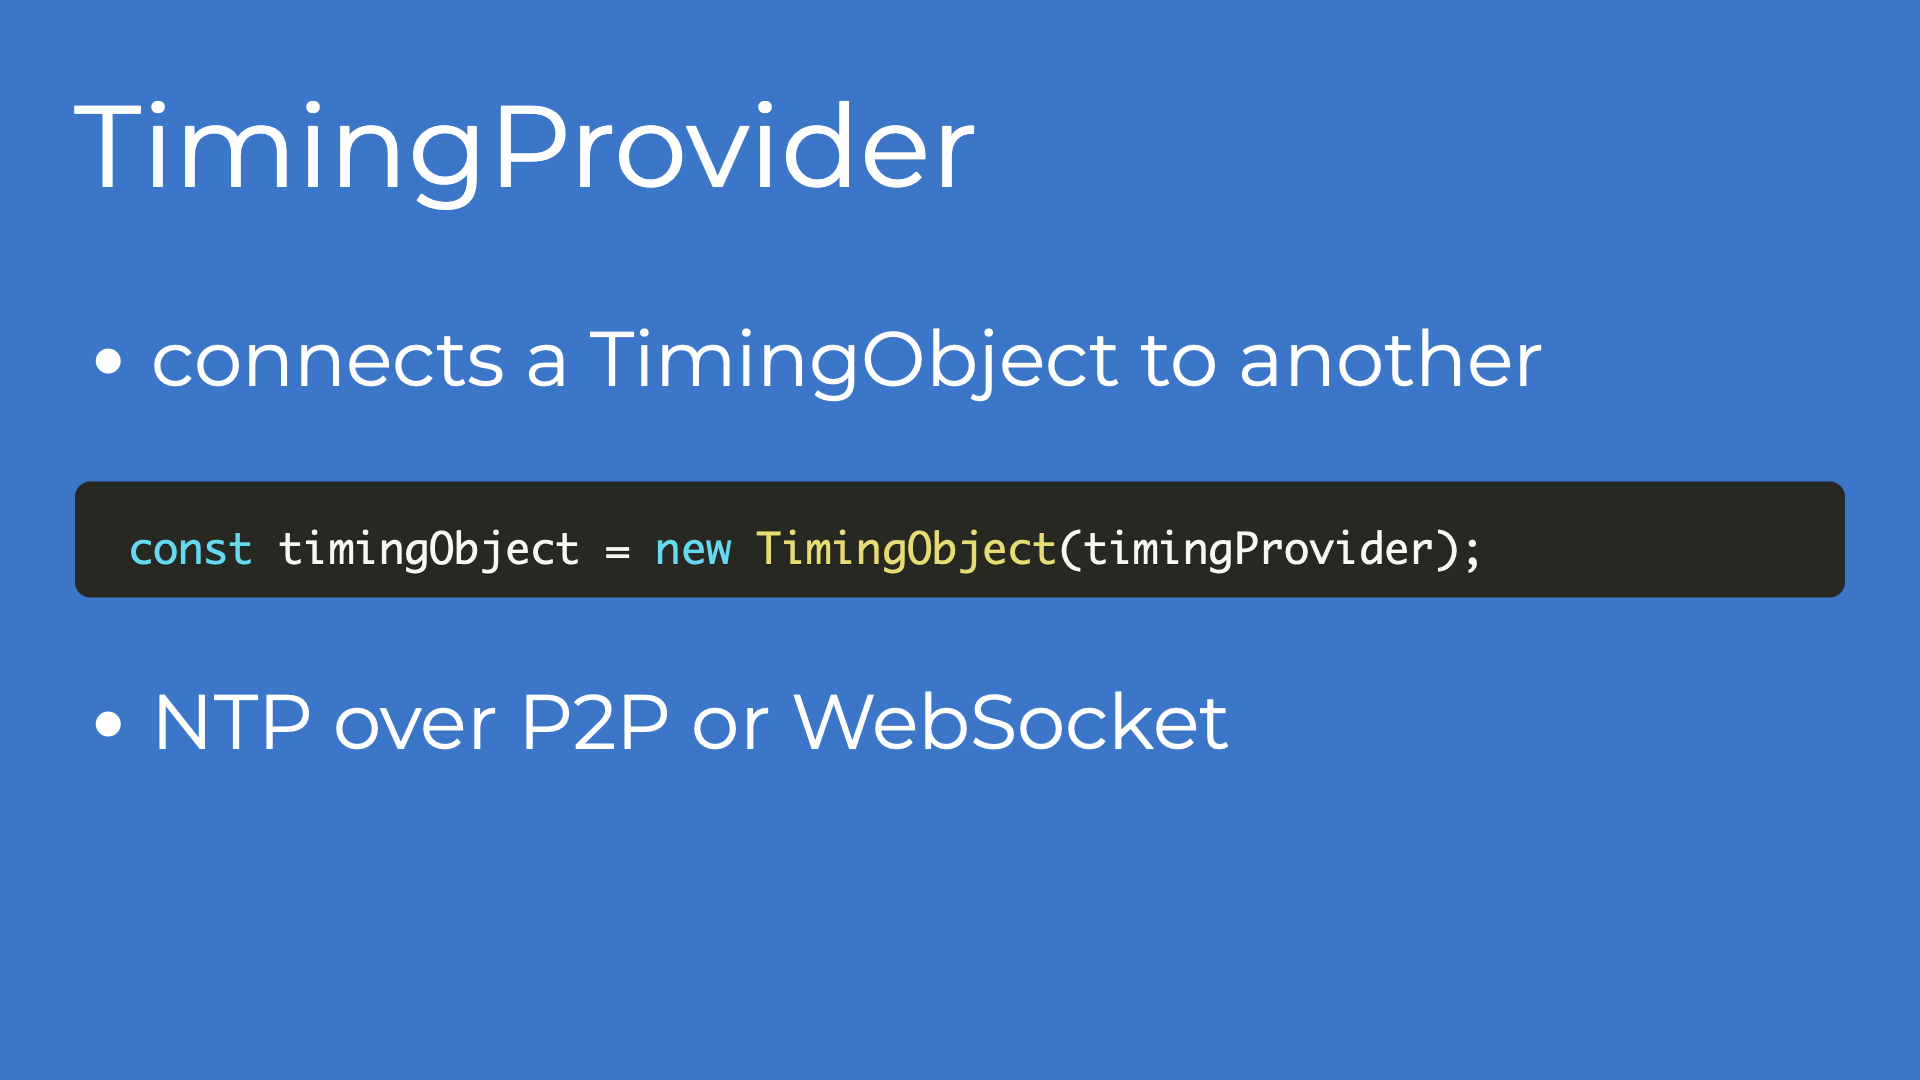 TimingProvider
• connects a TimingObject to another
const timingObject = new TimingObject(timingProvider);
• NTP over P2P or WebSocket